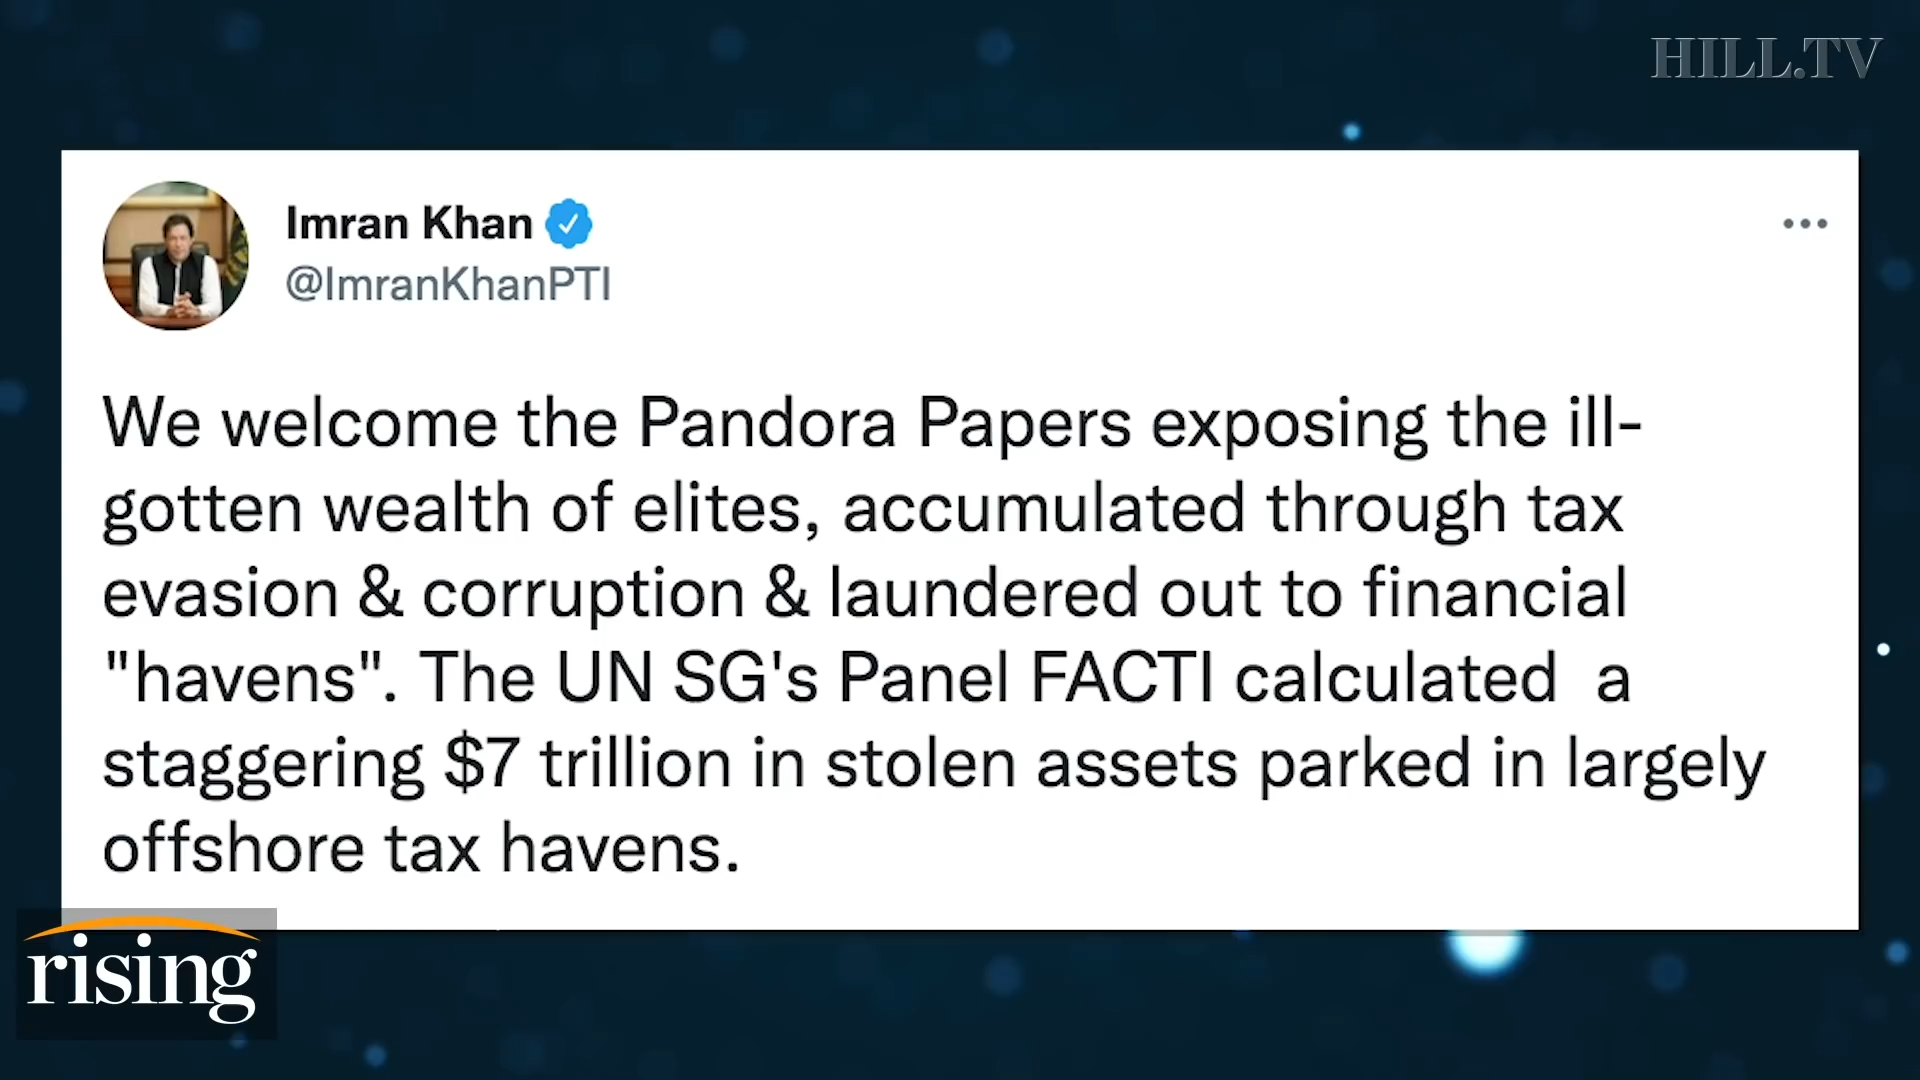 HILL.TV
Imran Khan
@ImranKhanPTI
We welcome the Pandora Papers exposing the ill-
gotten wealth of elites, accumulated through tax
evasion & corruption & laundered out to financial
"havens". The UN SG's Panel FACTI calculated  a
staggering $7 trillion in stolen assets parked in largely
offshore tax havens.
rising